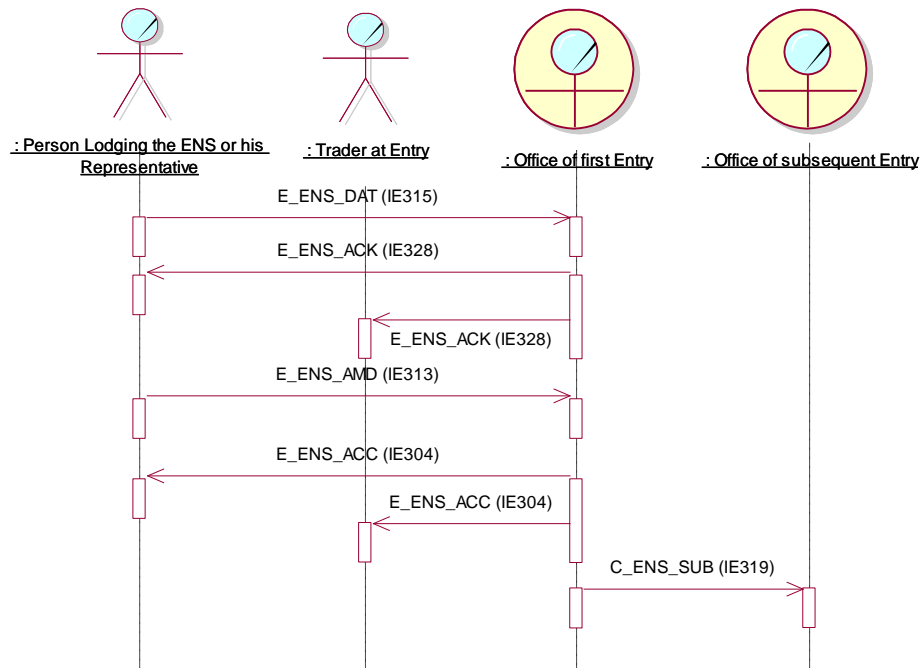 : Person Lodging the ENS or his
Representative
: Trader at Entry
: Office of first Entry
: Office of subsequent Entry
E_ENS_DAT (IE315)
E_ENS_ACK (IE328)
E_ENS_ACK (IE328)
E_ENS_AMD (IE313)
E_ENS_ACC (IE304)
E_ENS_ACC (IE304)
C_ENS_SUB (IE319)